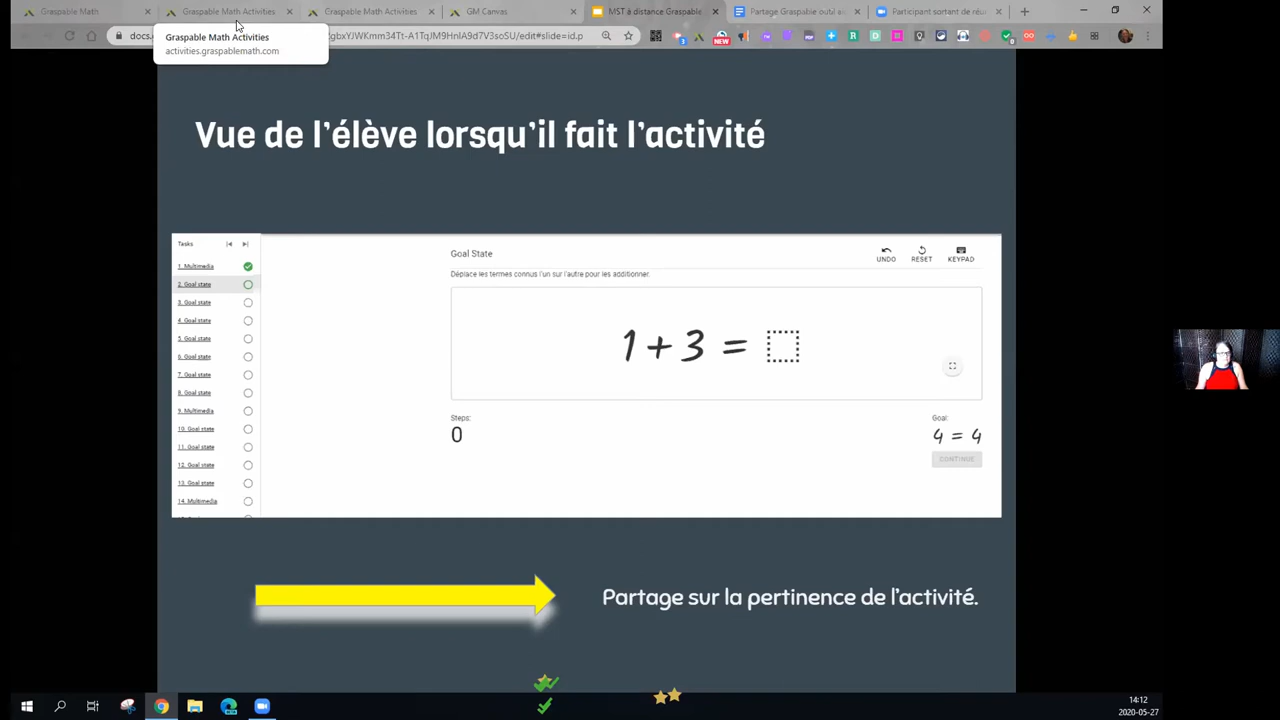 Graspable Math
Graspable Math Activities
Graspable Math Activities
GM Canvas
MST à distance Graspable
Partage Graspable outil
Participant sortant de réu
Graspable Math Activities
activities.graspablemath.com
Vue de l'élève lorsqu'il fait l'activité
Tasks
1. Multimedia
2. Goal state
3. Goal state
4. Goal state
5. Goal state
6. Goal state
7. Goal state
8. Goal state
9. Multimedia
10. Goal state
11. Goal state
12. Goal state
13. Goal state
14. Multimedia
Goal State
UNDO
RESET
KEYPAD
Déplace les termes connus l'un sur l'autre pour les additionner.
1 + 3 =
Steps:
0
Goal:
4 = 4
CONTINUE
Partage sur la pertinence de l'activité.
14:12
2020-05-27